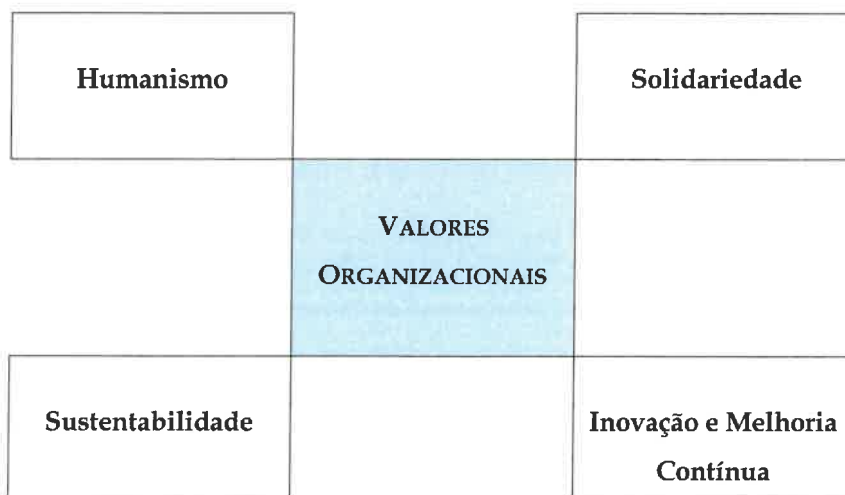 Humanismo
Solidariedade
VALORES
ORGANIZACIONAIS
Sustentabilidade
Inovação e Melhoria
Contínua